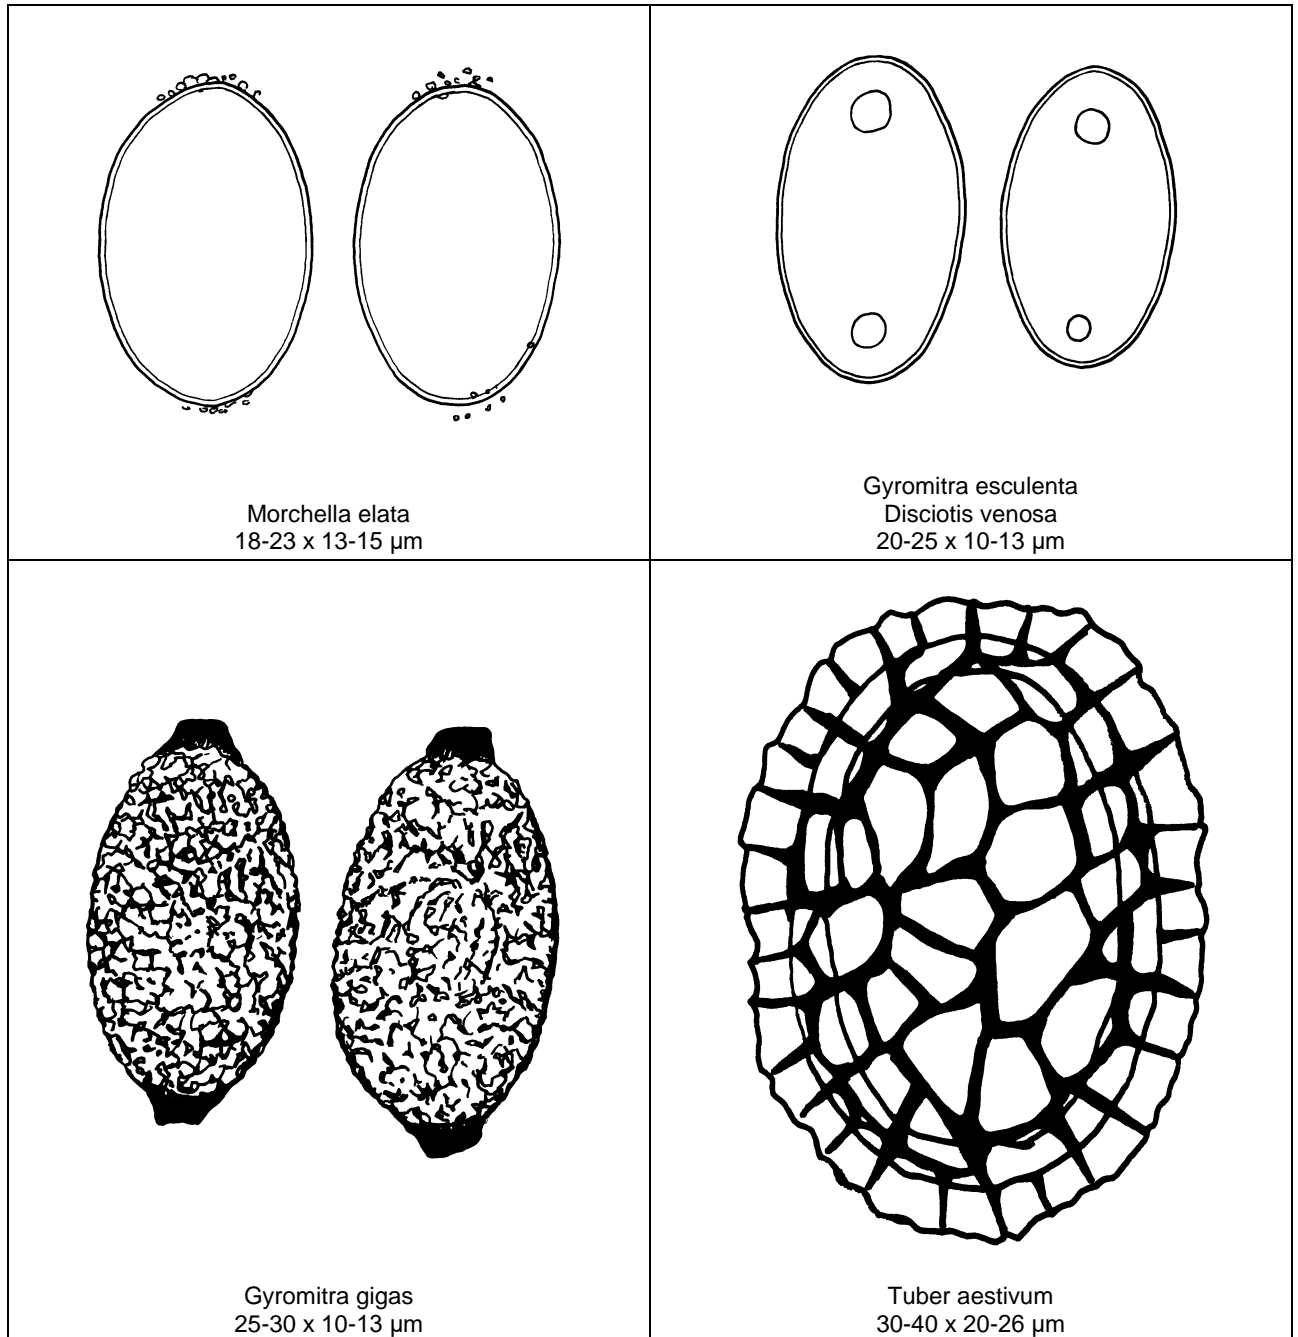 Morchella elata
18-23 x 13-15 µm
Gyromitra esculenta
Disciotis venosa
20-25 x 10-13 µm
Gyromitra gigas
25-30 x 10-13 µm
Tuber aestivum
30-40 x 20-26 µm